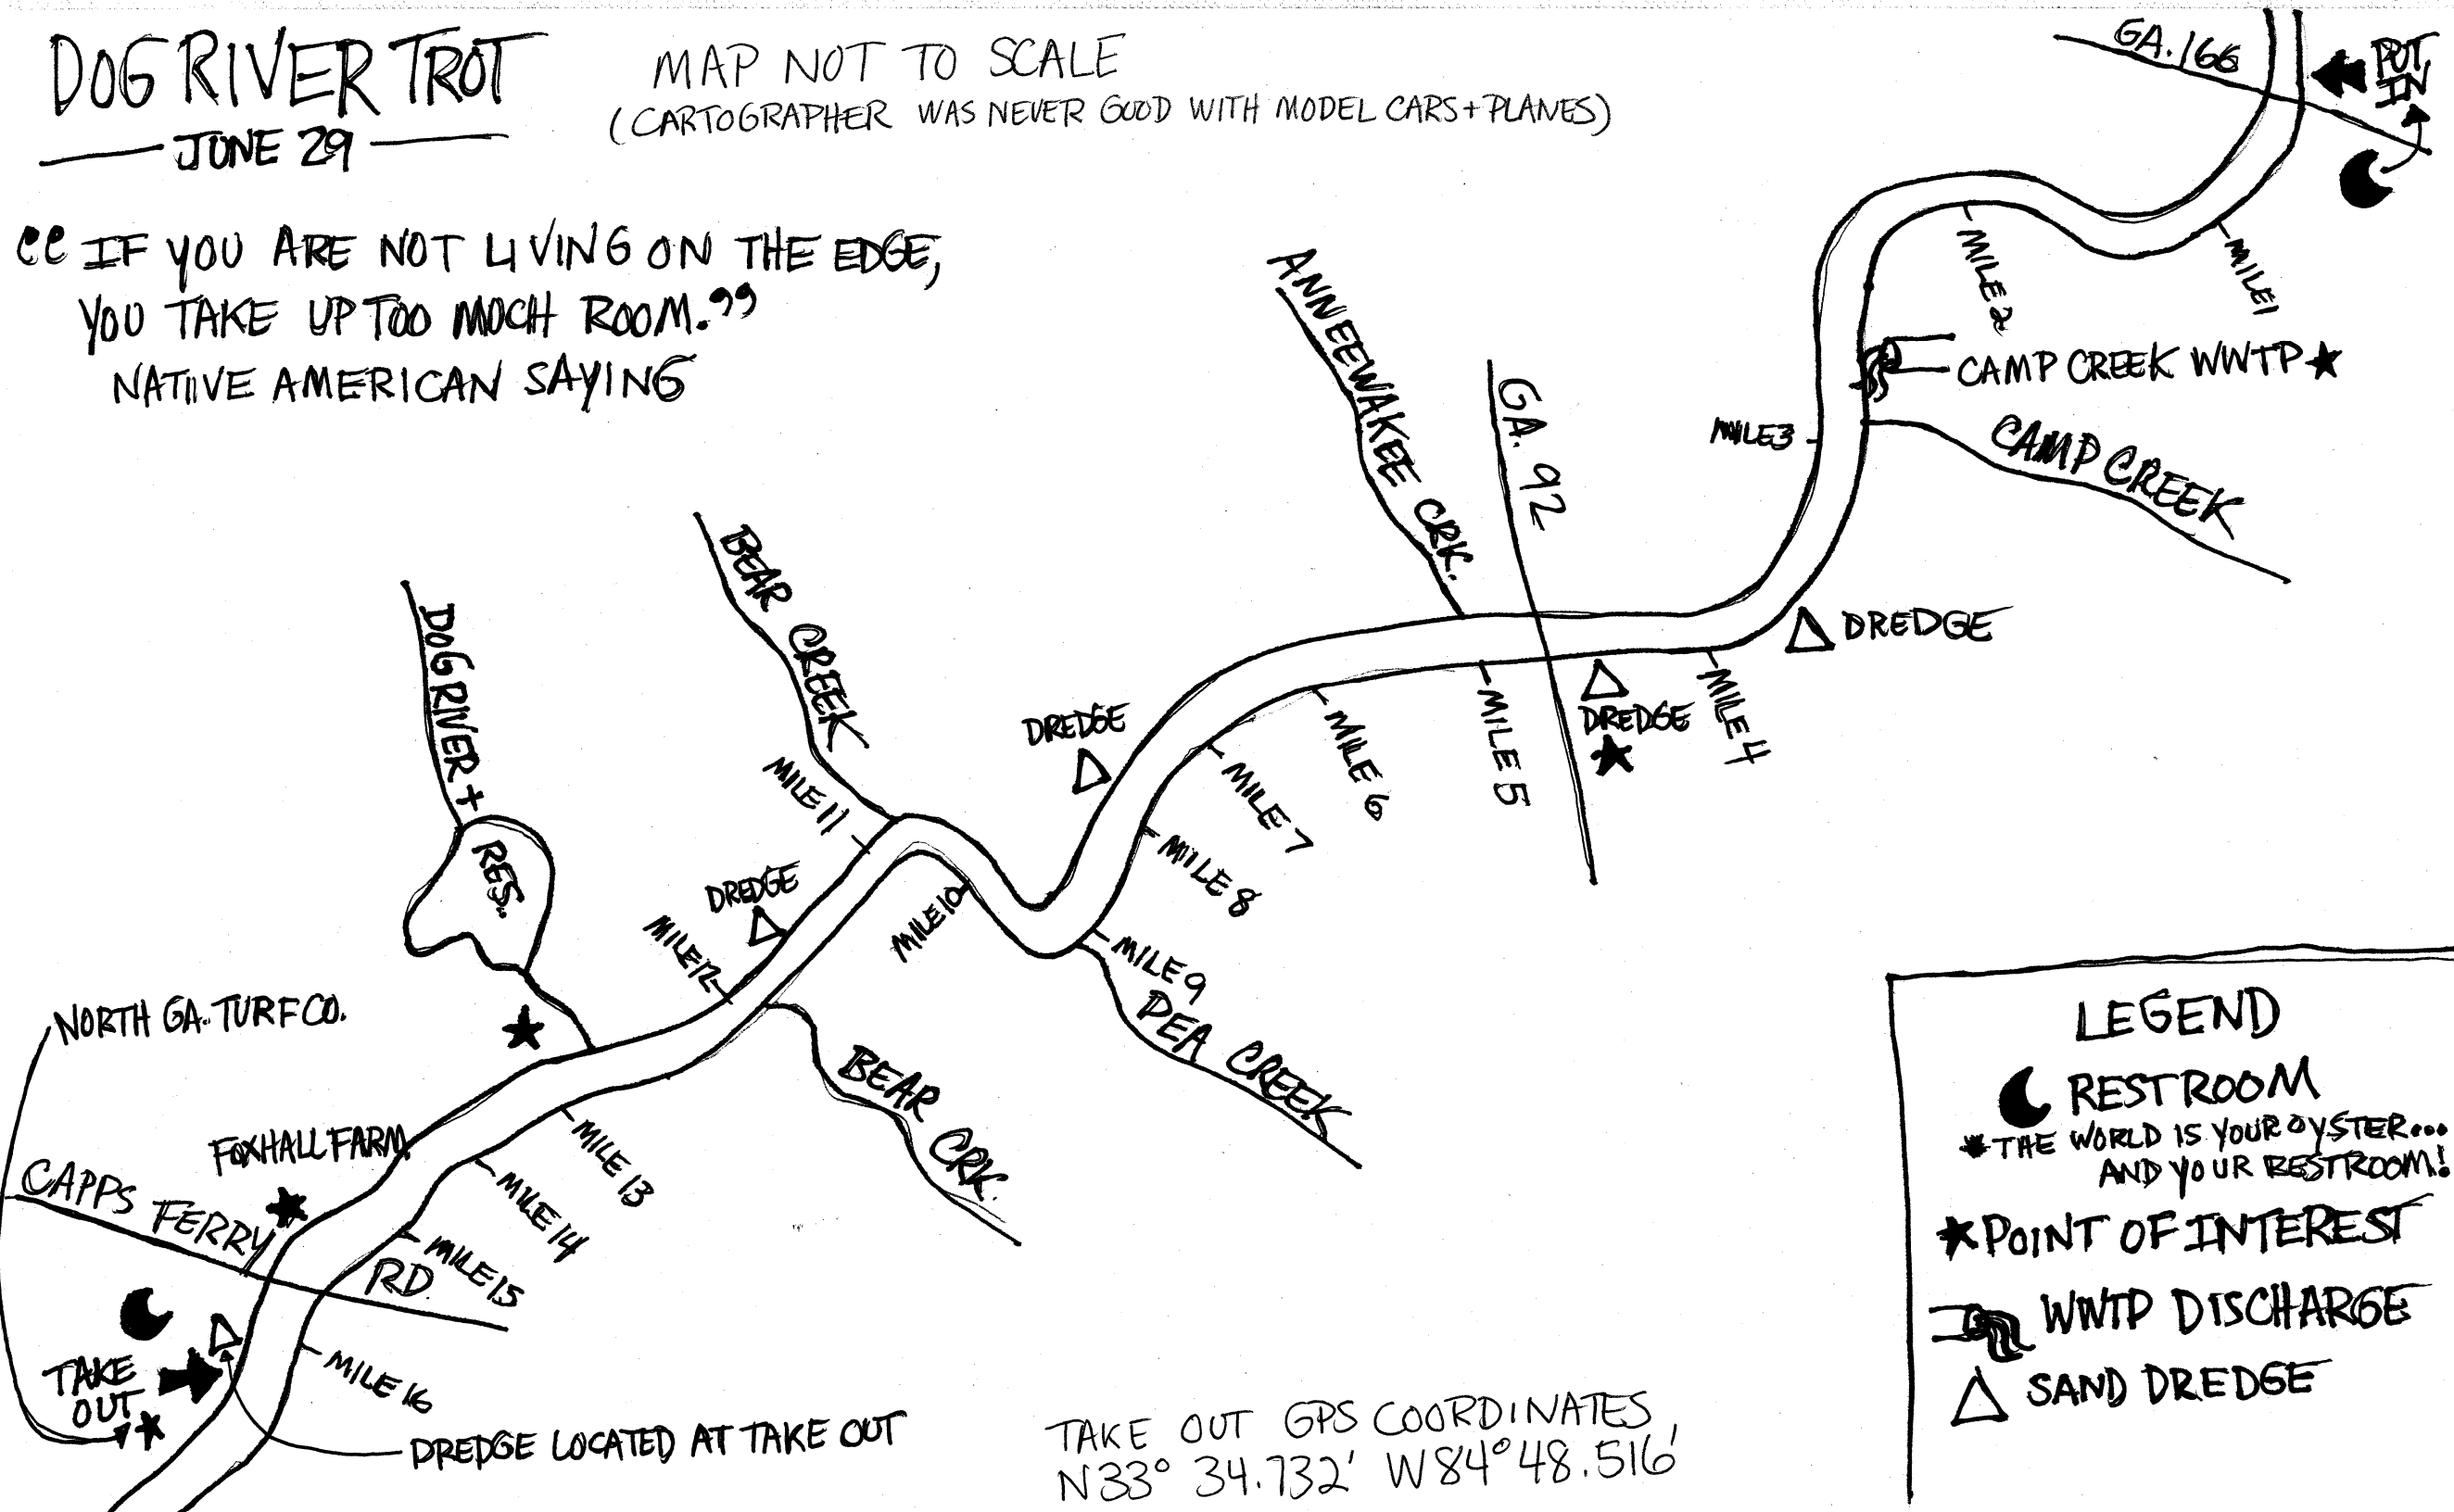 DOG RIVER TROT
JUNE 29
MAP NOT TO SCALE
(CARTOGRAPHER WAS NEVER GOOD WITH MODEL CARS + PLANES)
"IF YOU ARE NOT LIVING ON THE EDGE,
YOU TAKE UP TOO MUCH ROOM."
NATIVE AMERICAN SAYING
GA. 166
PUT
IN
MILE 1
MILE 2
CAMP CREEK WWTP
MILE 3
CAMP CREEK
ANNEEWAKEE CRK.
GA. 92
DREDGE
MILE 4
DREDGE
MILE 5
MILE 6
DREDGE
MILE 7
MILE 8
MILE 9
PEA CREEK
MILE 10
BEAR CREEK
MILE 11
DREDGE
MILE 12
BEAR CRK.
DOG RIVER +
RES.
MILE 13
NORTH GA. TURF CO.
FOXHALL FARM
MILE 14
CAPPS FERRY
RD.
MILE 15
MILE 16
TAKE
OUT
DREDGE LOCATED AT TAKE OUT
TAKE OUT GPS COORDINATES
N 33° 34.732' W 84° 48.516'
LEGEND
RESTROOM
*THE WORLD IS YOUR OYSTER...
AND YOUR RESTROOM!
POINT OF INTEREST
WWTP DISCHARGE
SAND DREDGE